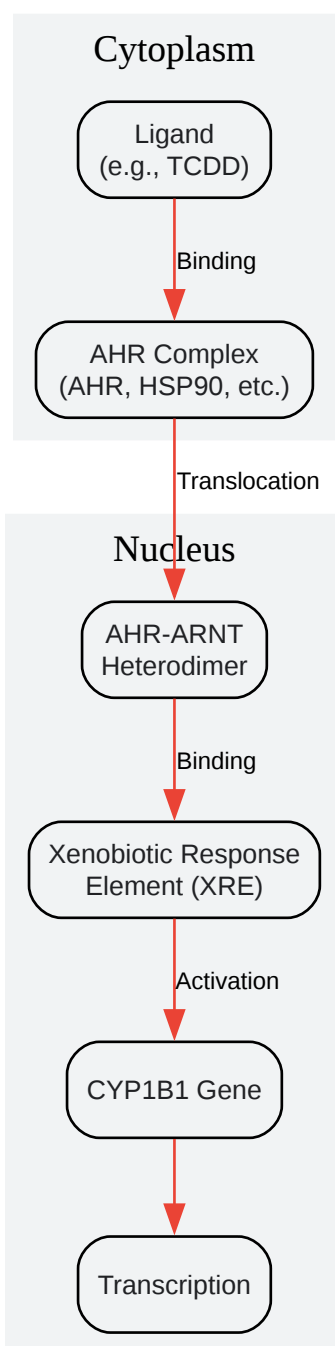 Cytoplasm
Ligand
(e.g., TCDD)
Binding
AHR Complex
(AHR, HSP90, etc.)
Translocation
Nucleus
AHR-ARNT
Heterodimer
Binding
Xenobiotic Response
Element (XRE)
Activation
CYP1B1 Gene
Transcription